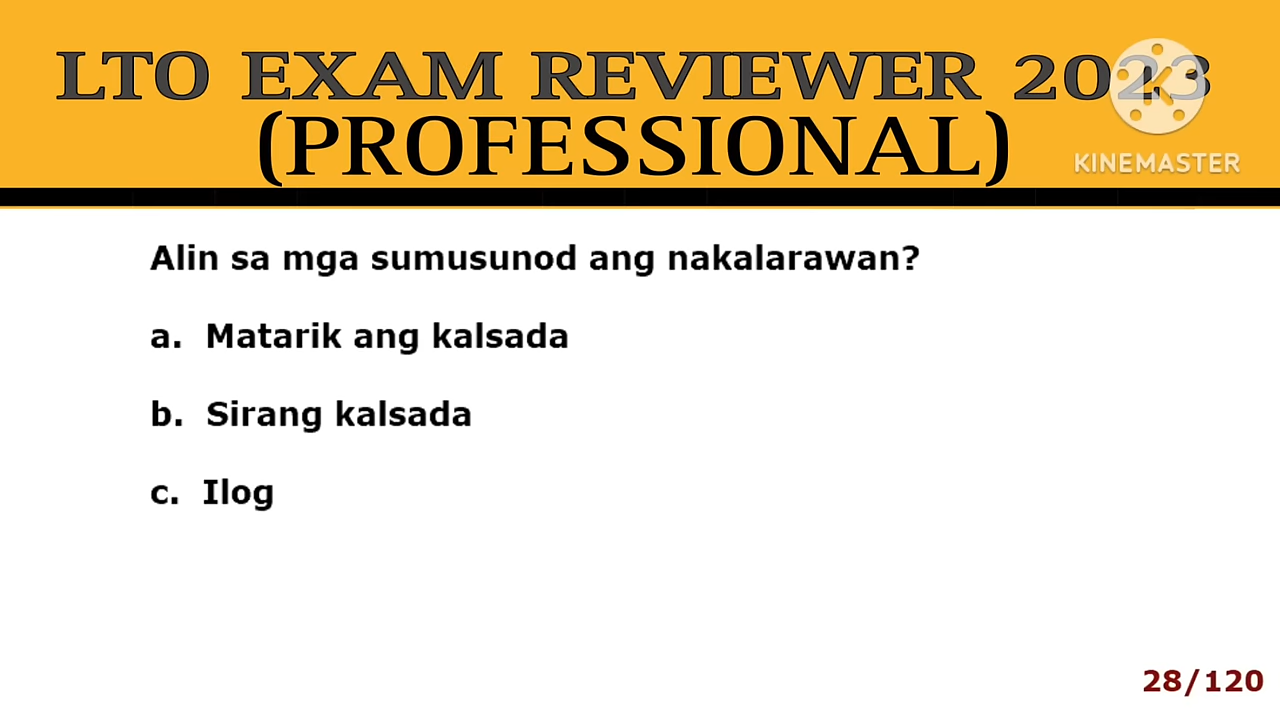 LTO EXAM REVIEWER 2023
(PROFESSIONAL)
KINEMASTER
Alin sa mga sumusunod ang nakalarawan?
a. Matarik ang kalsada
b. Sirang kalsada
c. Ilog
28/120